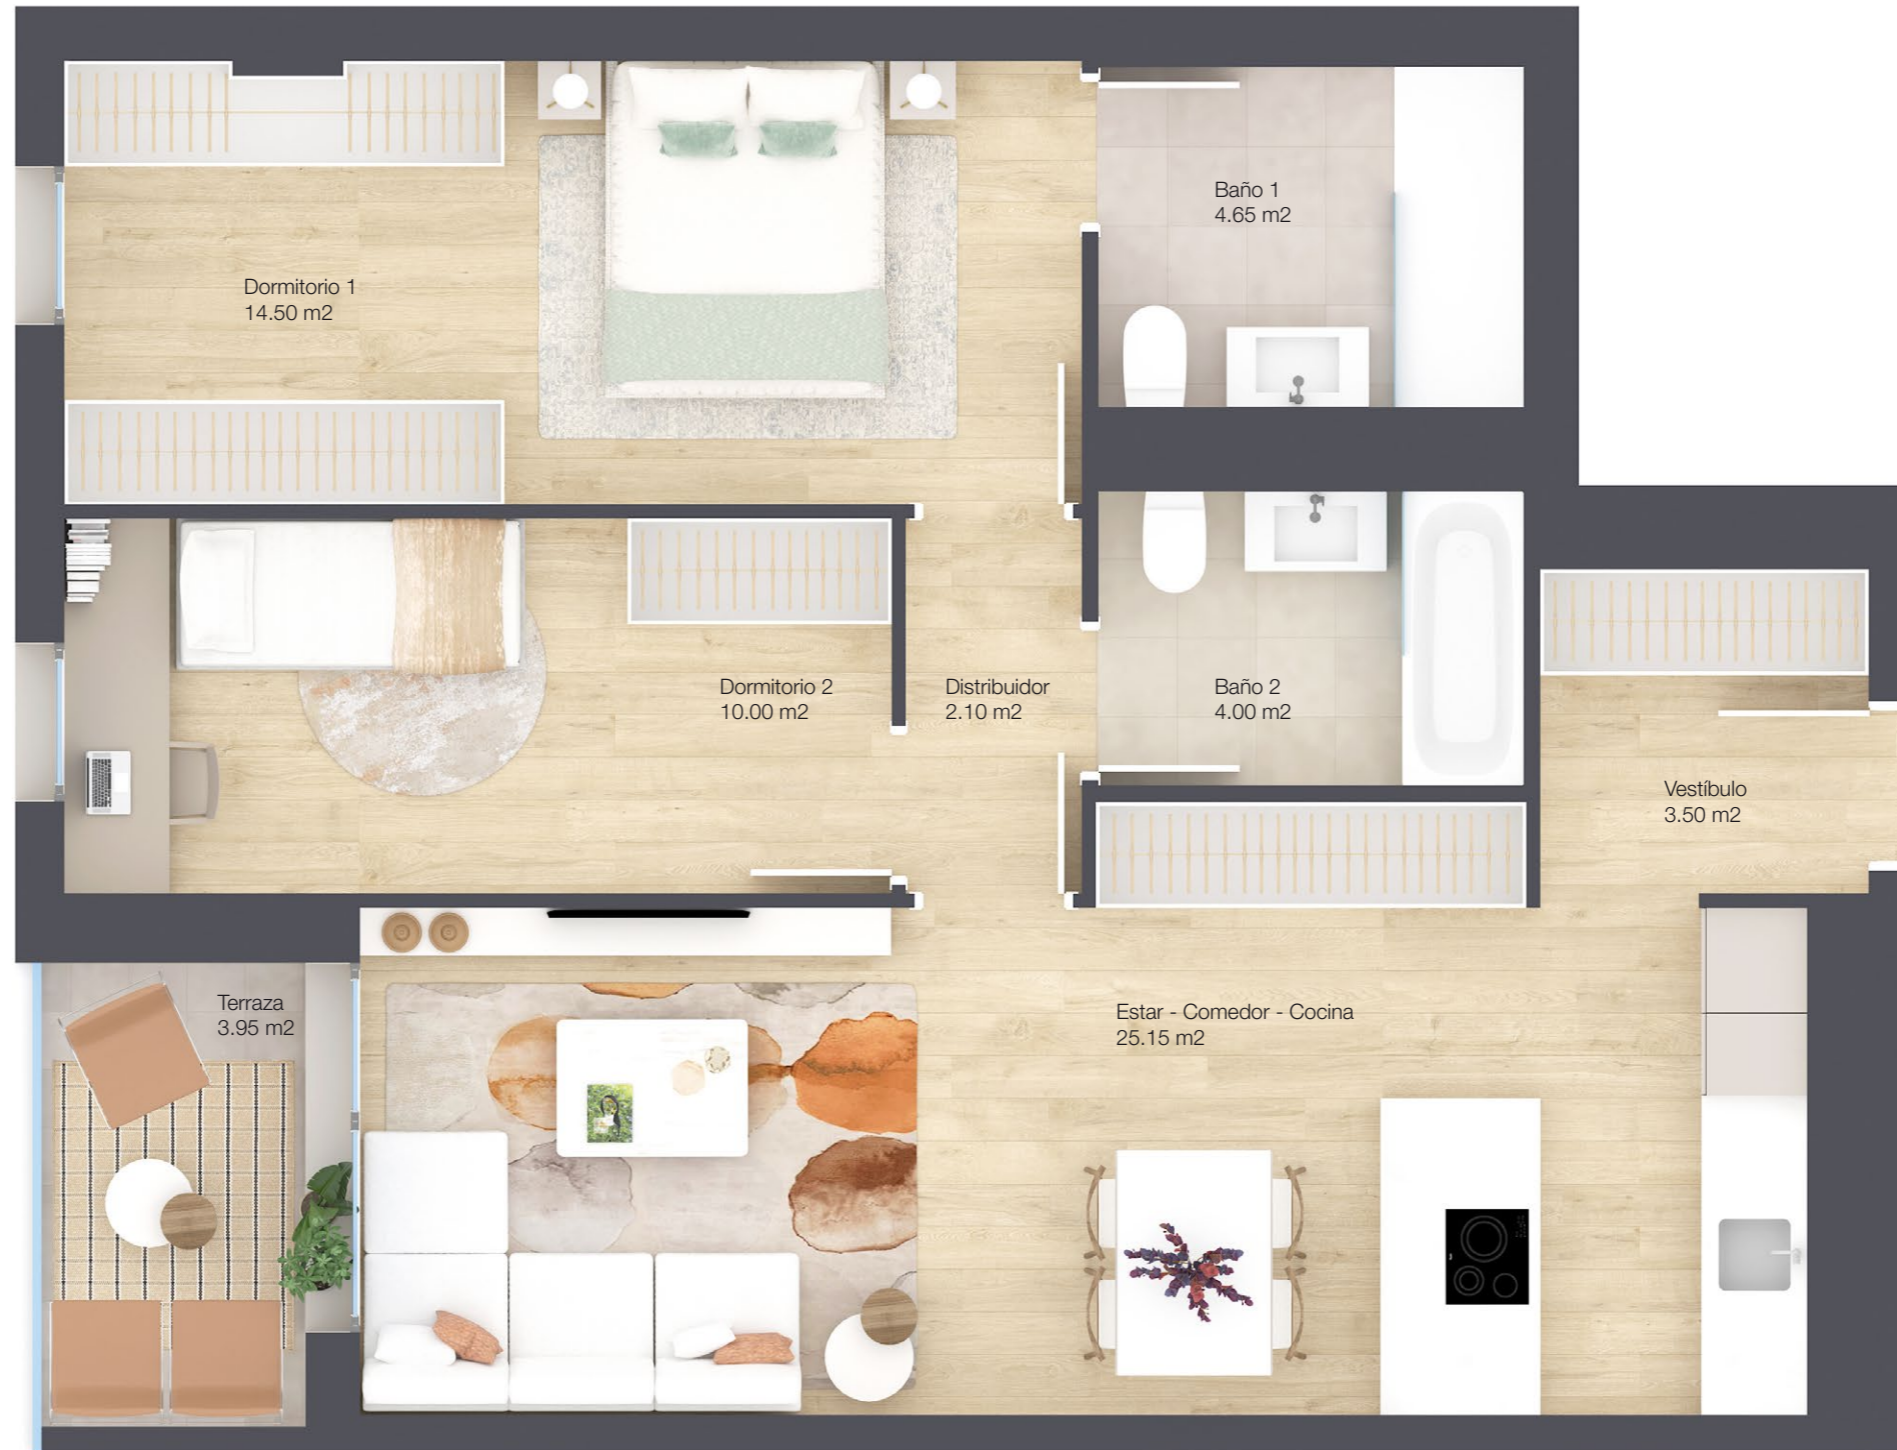 Baño 1
4.65 m2
Dormitorio 1
14.50 m2
Dormitorio 2
10.00 m2
Distribuidor
2.10 m2
Baño 2
4.00 m2
Vestíbulo
3.50 m2
Terraza
3.95 m2
Estar - Comedor - Cocina
25.15 m2